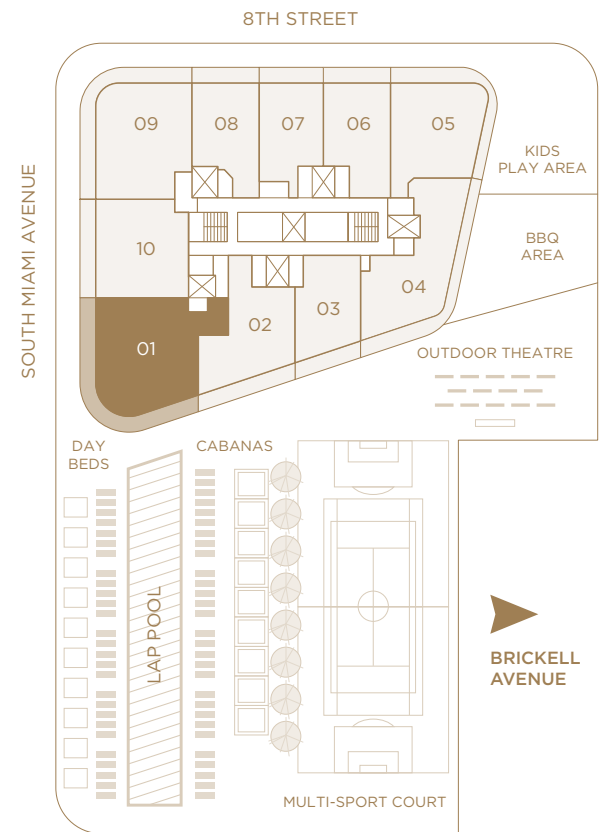 8TH STREET
SOUTH MIAMI AVENUE
09
08
07
06
05
KIDS
PLAY AREA
10
BBQ
AREA
04
03
02
01
OUTDOOR THEATRE
DAY
BEDS
CABANAS
LAP POOL
BRICKELL
AVENUE
MULTI-SPORT COURT